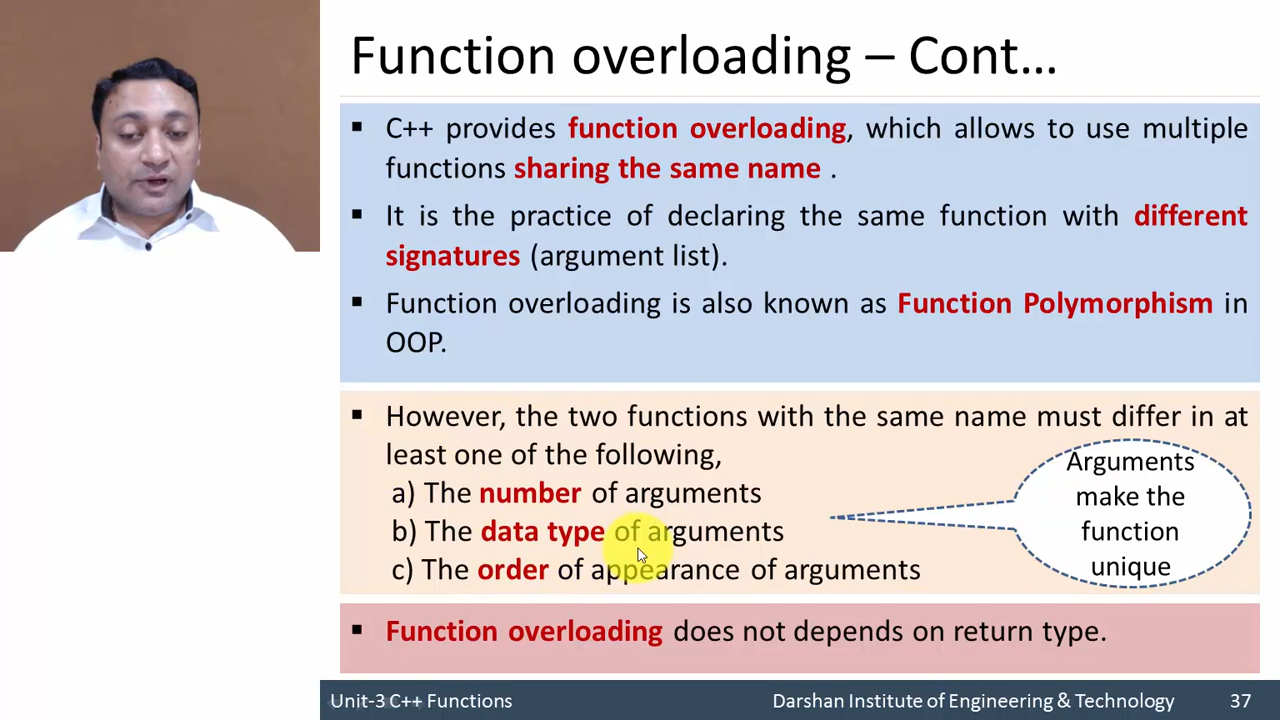 Function overloading – Cont…
▪ C++ provides function overloading, which allows to use multiple
functions sharing the same name .
▪ It is the practice of declaring the same function with different
signatures (argument list).
▪ Function overloading is also known as Function Polymorphism in
OOP.
▪ However, the two functions with the same name must differ in at
least one of the following,
a) The number of arguments
b) The data type of arguments
c) The order of appearance of arguments
Arguments
make the
function
unique
▪ Function overloading does not depends on return type.
Unit-3 C++ Functions
Darshan Institute of Engineering & Technology
37